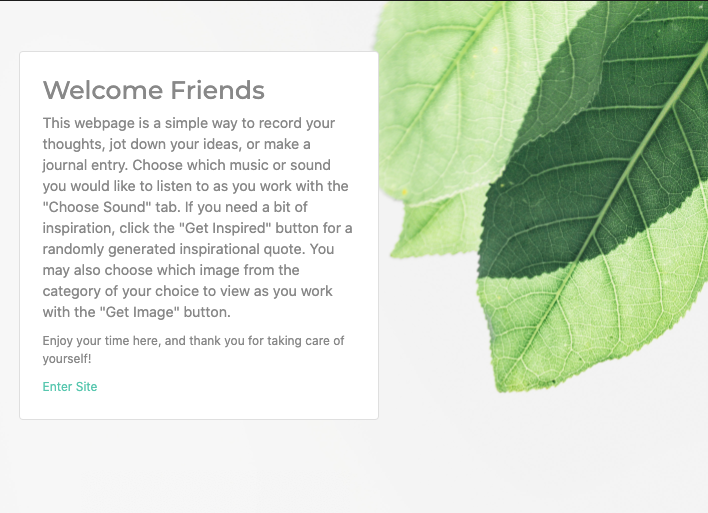 Welcome Friends
This webpage is a simple way to record your
thoughts, jot down your ideas, or make a
journal entry. Choose which music or sound
you would like to listen to as you work with the
"Choose Sound" tab. If you need a bit of
inspiration, click the "Get Inspired" button for a
randomly generated inspirational quote. You
may also choose which image from the
category of your choice to view as you work
with the "Get Image" button.
Enjoy your time here, and thank you for taking care of
yourself!
Enter Site